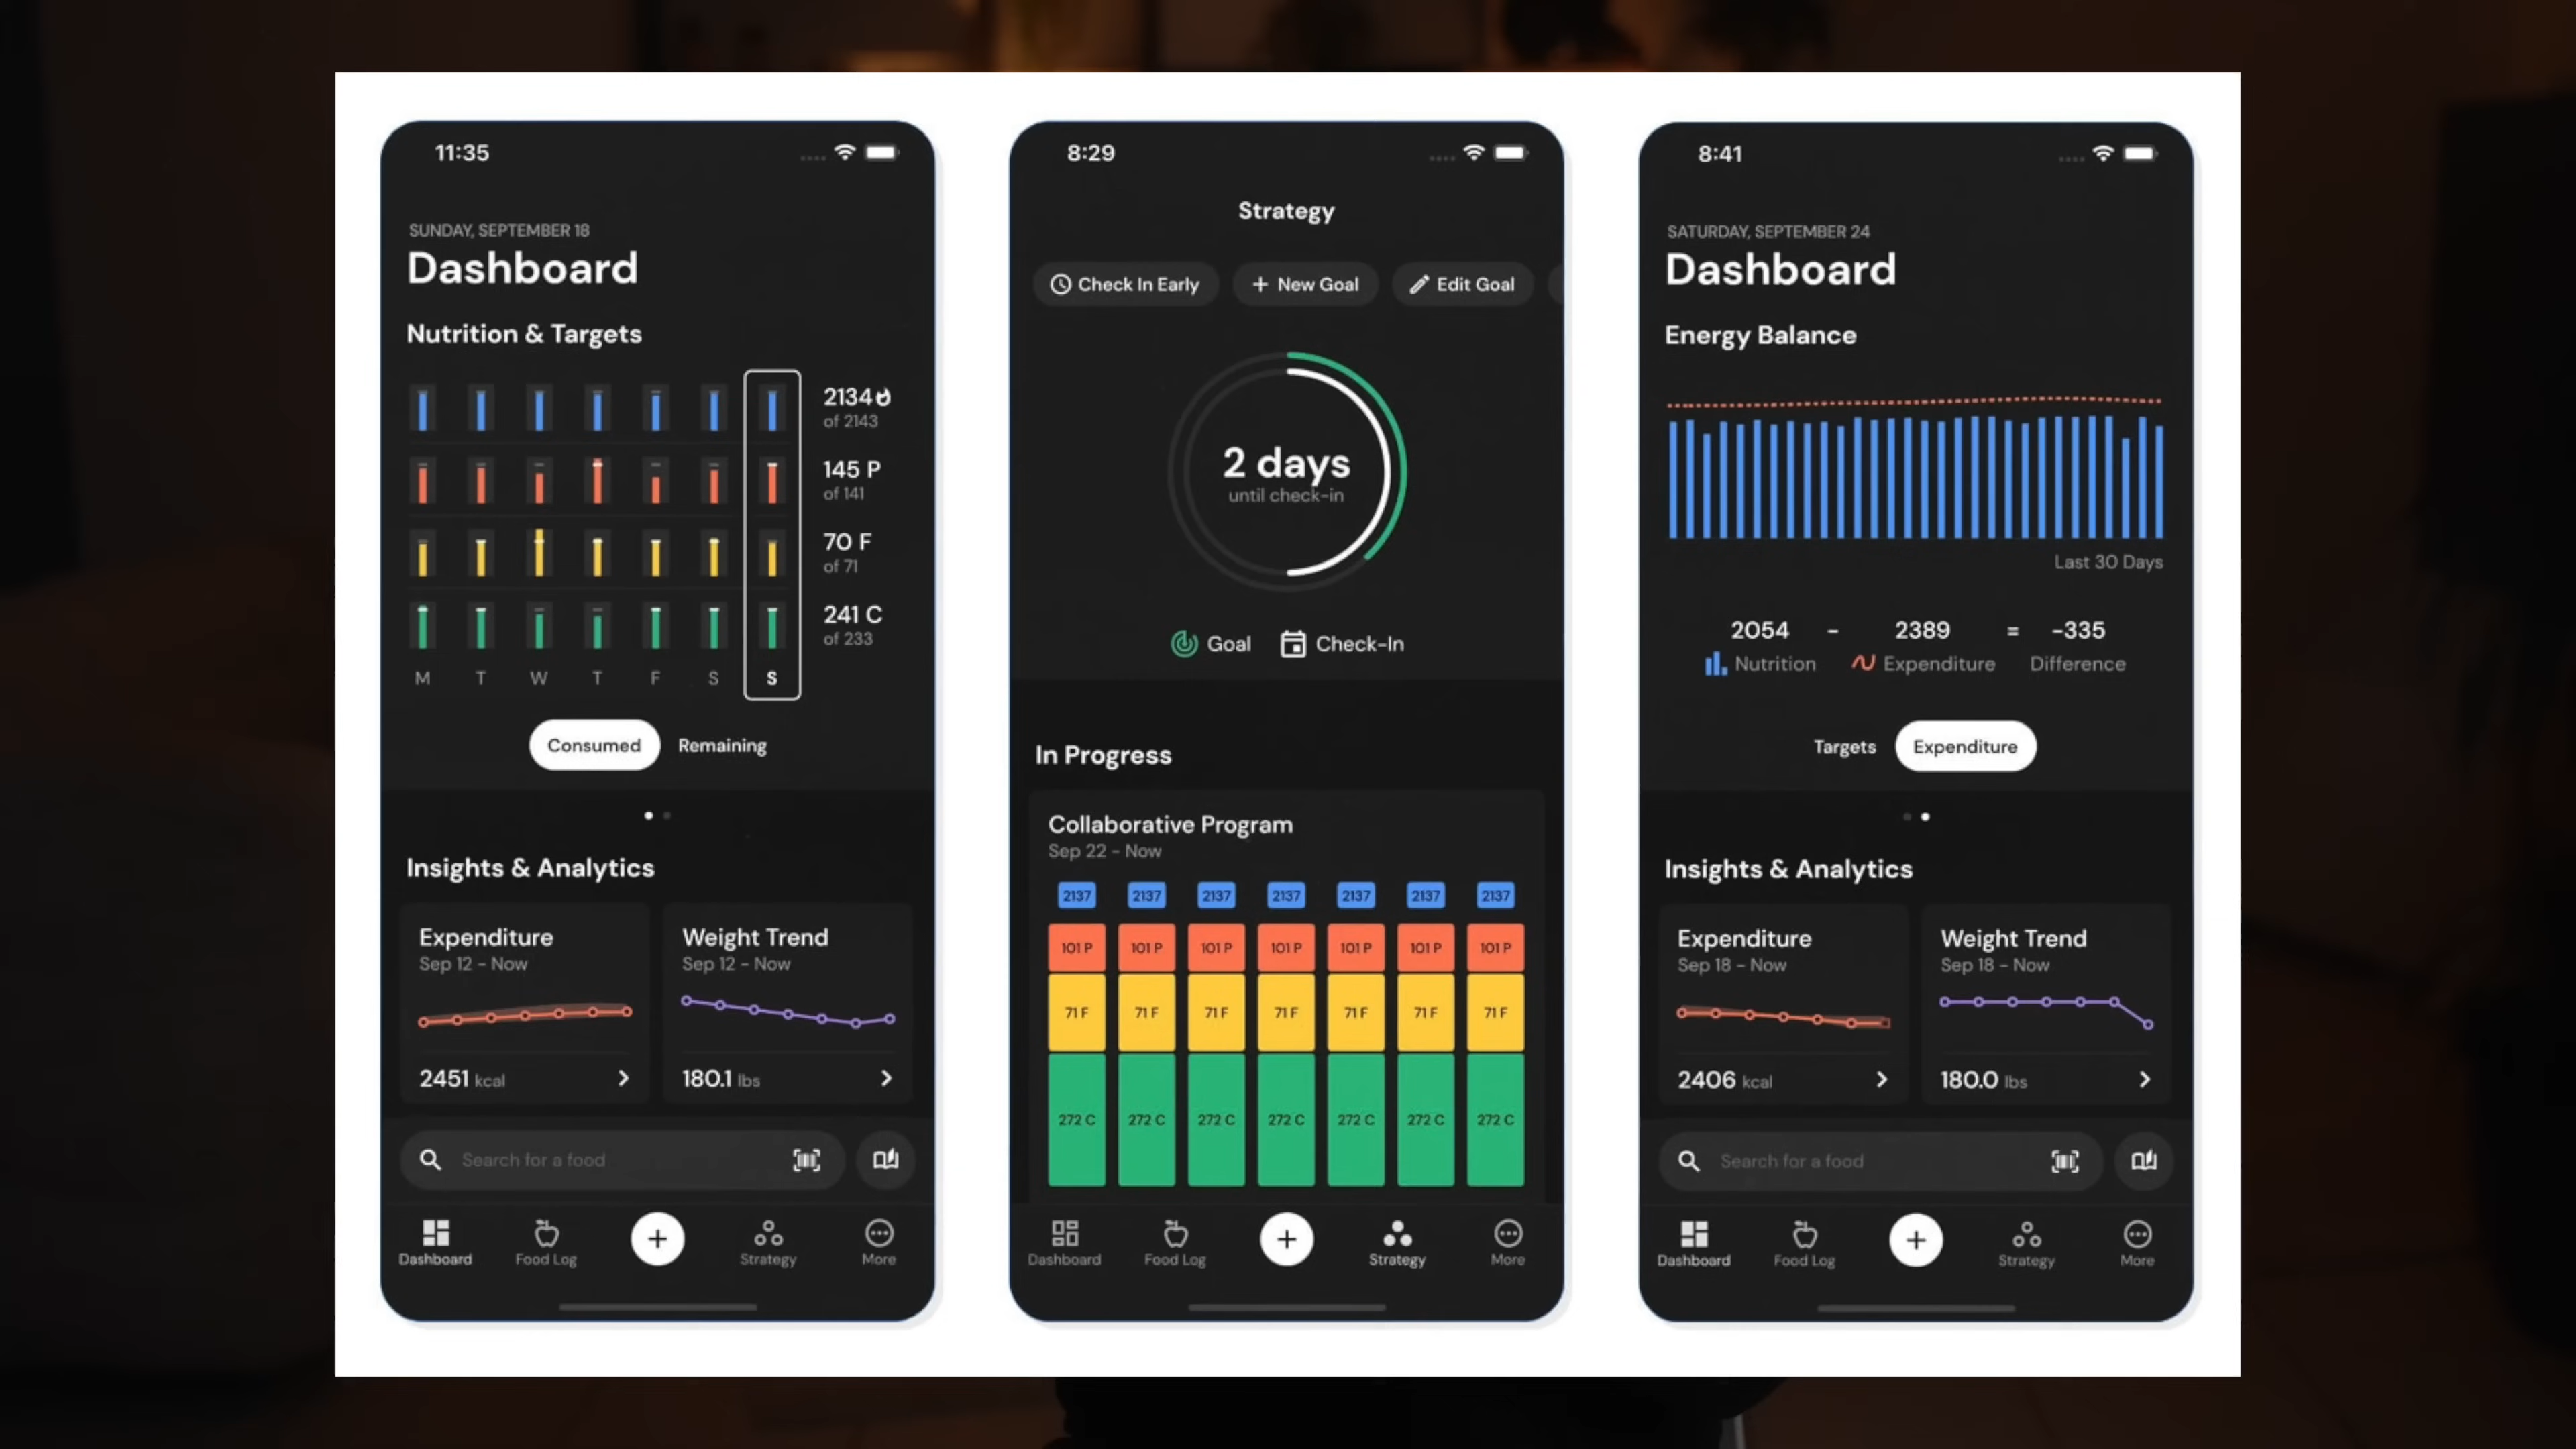 11:35
SUNDAY, SEPTEMBER 18
Dashboard
Nutrition & Targets
2134
of 2143
145 P
of 141
70 F
of 71
241 C
of 233
M T W T F S S
Consumed Remaining
Insights & Analytics
Expenditure
Sep 12 - Now
2451 kcal
Weight Trend
Sep 12 - Now
180.1 lbs
Search for a food
Dashboard Food Log + Strategy More
8:29
Strategy
Check In Early + New Goal Edit Goal
2 days
until check-in
Goal Check-In
In Progress
Collaborative Program
Sep 22 - Now
2137 2137 2137 2137 2137 2137 2137
101 P 101 P 101 P 101 P 101 P 101 P 101 P
71 F 71 F 71 F 71 F 71 F 71 F 71 F
272 C 272 C 272 C 272 C 272 C 272 C 272 C
Dashboard Food Log + Strategy More
8:41
SATURDAY, SEPTEMBER 24
Dashboard
Energy Balance
Last 30 Days
2054 - 2389 = -335
Nutrition Expenditure Difference
Targets Expenditure
Insights & Analytics
Expenditure
Sep 18 - Now
2406 kcal
Weight Trend
Sep 18 - Now
180.0 lbs
Search for a food
Dashboard Food Log + Strategy More